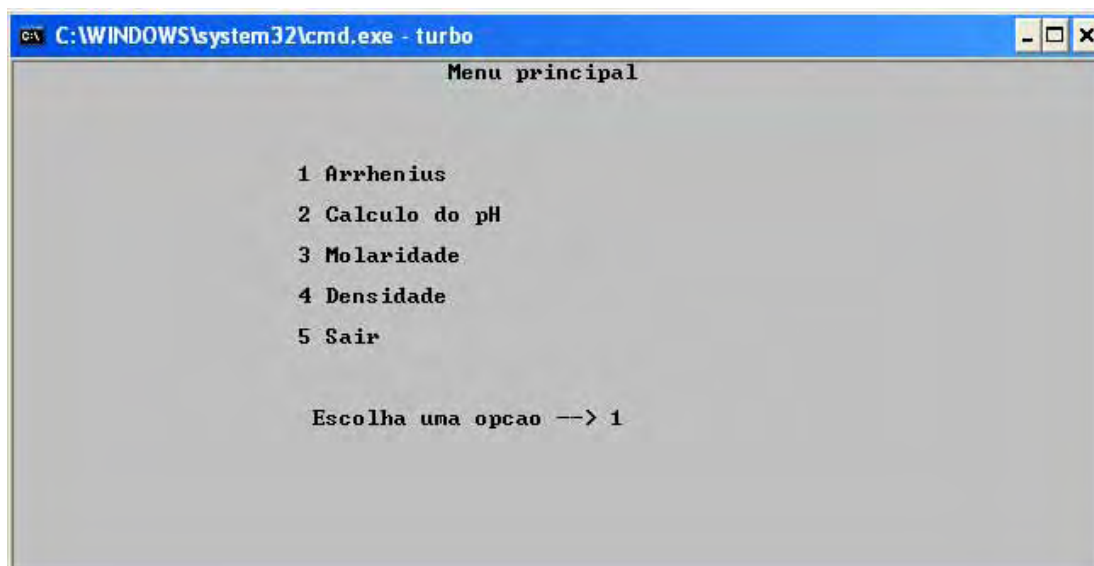 C:\WINDOWS\system32\cmd.exe - turbo
Menu principal
1 Arrhenius
2 Calculo do pH
3 Molaridade
4 Densidade
5 Sair
Escolha uma opcao --> 1